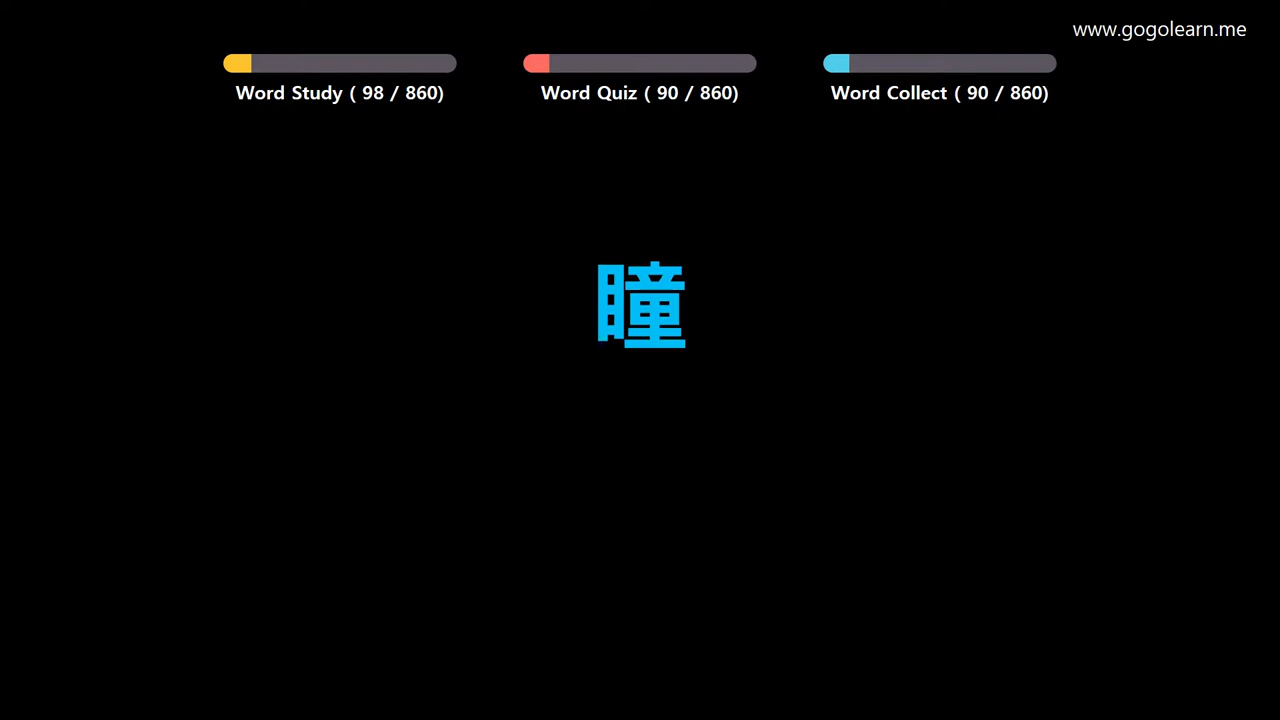 www.gogolearn.me
Word Study ( 98 / 860)
Word Quiz ( 90 / 860)
Word Collect ( 90 / 860)
瞳